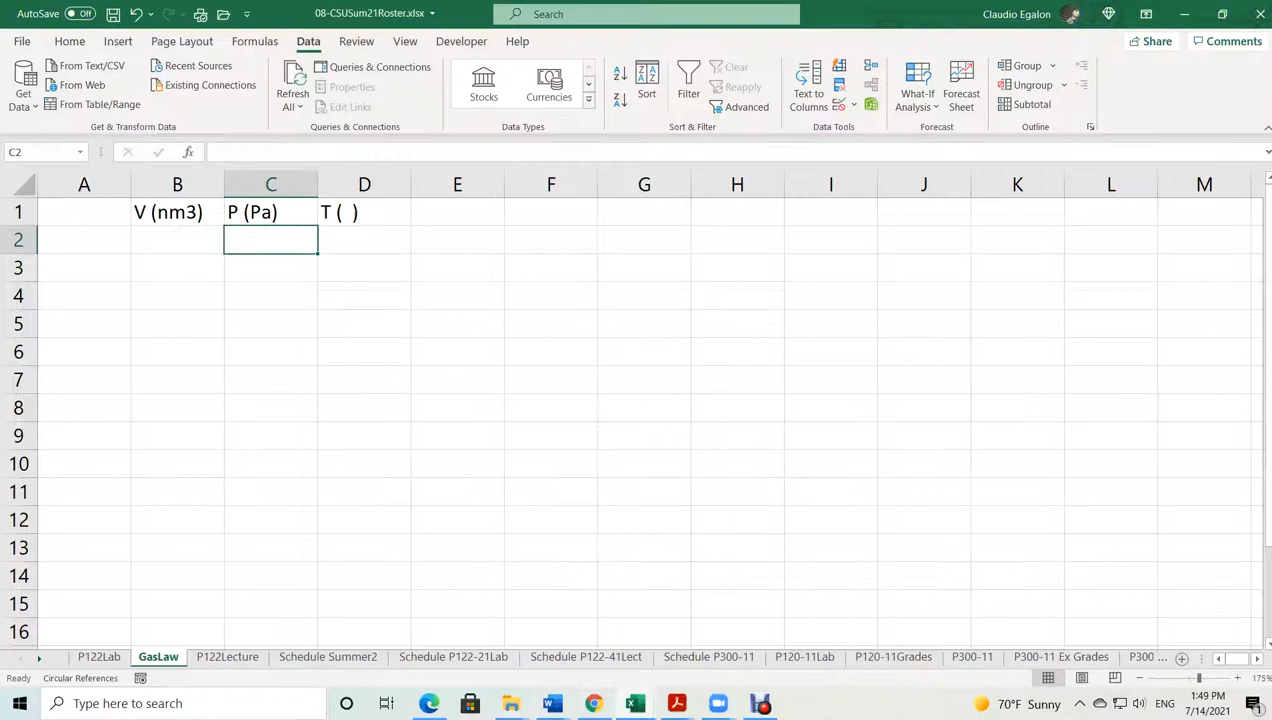 AutoSave Off 08-CSUSum21Roster.xlsx Search Claudio Egalon
File Home Insert Page Layout Formulas Data Review View Developer Help Share Comments
Get Data
From Text/CSV
From Web
From Table/Range
Recent Sources
Existing Connections
Get & Transform Data
Refresh All
Queries & Connections
Properties
Edit Links
Queries & Connections
Stocks
Currencies
Data Types
Sort
Filter
Clear
Reapply
Advanced
Sort & Filter
Text to Columns
Data Tools
What-If Analysis
Forecast Sheet
Forecast
Group
Ungroup
Subtotal
Outline
C2 fx
A B C D E F G H I J K L M
1 V (nm3) P (Pa) T ( )
2
3
4
5
6
7
8
9
10
11
12
13
14
15
16
P122Lab GasLaw P122Lecture Schedule Summer2 Schedule P122-21Lab Schedule P122-41Lect Schedule P300-11 P120-11Lab P120-11Grades P300-11 P300-11 Ex Grades P300 ...
Ready Circular References 175%
Type here to search 70°F Sunny ENG 1:49 PM
7/14/2021